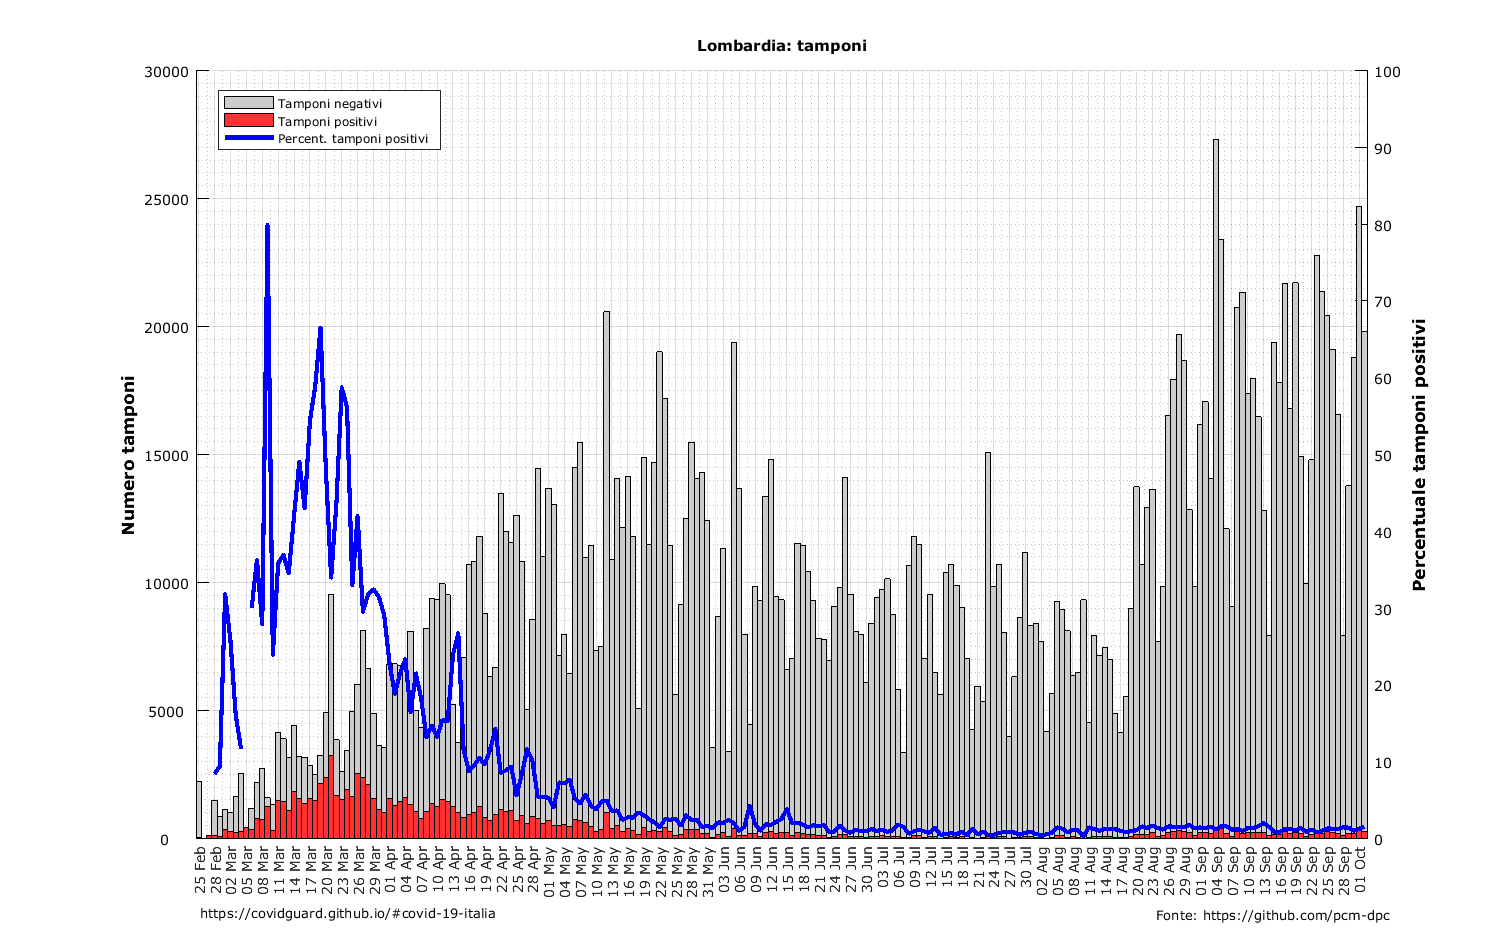 Lombardia: tamponi
30000
25000
20000
15000
10000
5000
0
100
90
80
70
60
50
40
30
20
10
0
Tamponi negativi
Tamponi positivi
Percent. tamponi positivi
Numero tamponi
Percentuale tamponi positivi
25 Feb
28 Feb
02 Mar
05 Mar
08 Mar
11 Mar
14 Mar
17 Mar
20 Mar
23 Mar
26 Mar
29 Mar
01 Apr
04 Apr
07 Apr
10 Apr
13 Apr
16 Apr
19 Apr
22 Apr
25 Apr
28 Apr
01 May
04 May
07 May
10 May
13 May
16 May
19 May
22 May
25 May
28 May
31 May
03 Jun
06 Jun
09 Jun
12 Jun
15 Jun
18 Jun
21 Jun
24 Jun
27 Jun
30 Jun
03 Jul
06 Jul
09 Jul
12 Jul
15 Jul
18 Jul
21 Jul
24 Jul
27 Jul
30 Jul
02 Aug
05 Aug
08 Aug
11 Aug
14 Aug
17 Aug
20 Aug
23 Aug
26 Aug
29 Aug
01 Sep
04 Sep
07 Sep
10 Sep
13 Sep
16 Sep
19 Sep
22 Sep
25 Sep
28 Sep
01 Oct
https://covidguard.github.io/#covid-19-italia
Fonte: https://github.com/pcm-dpc